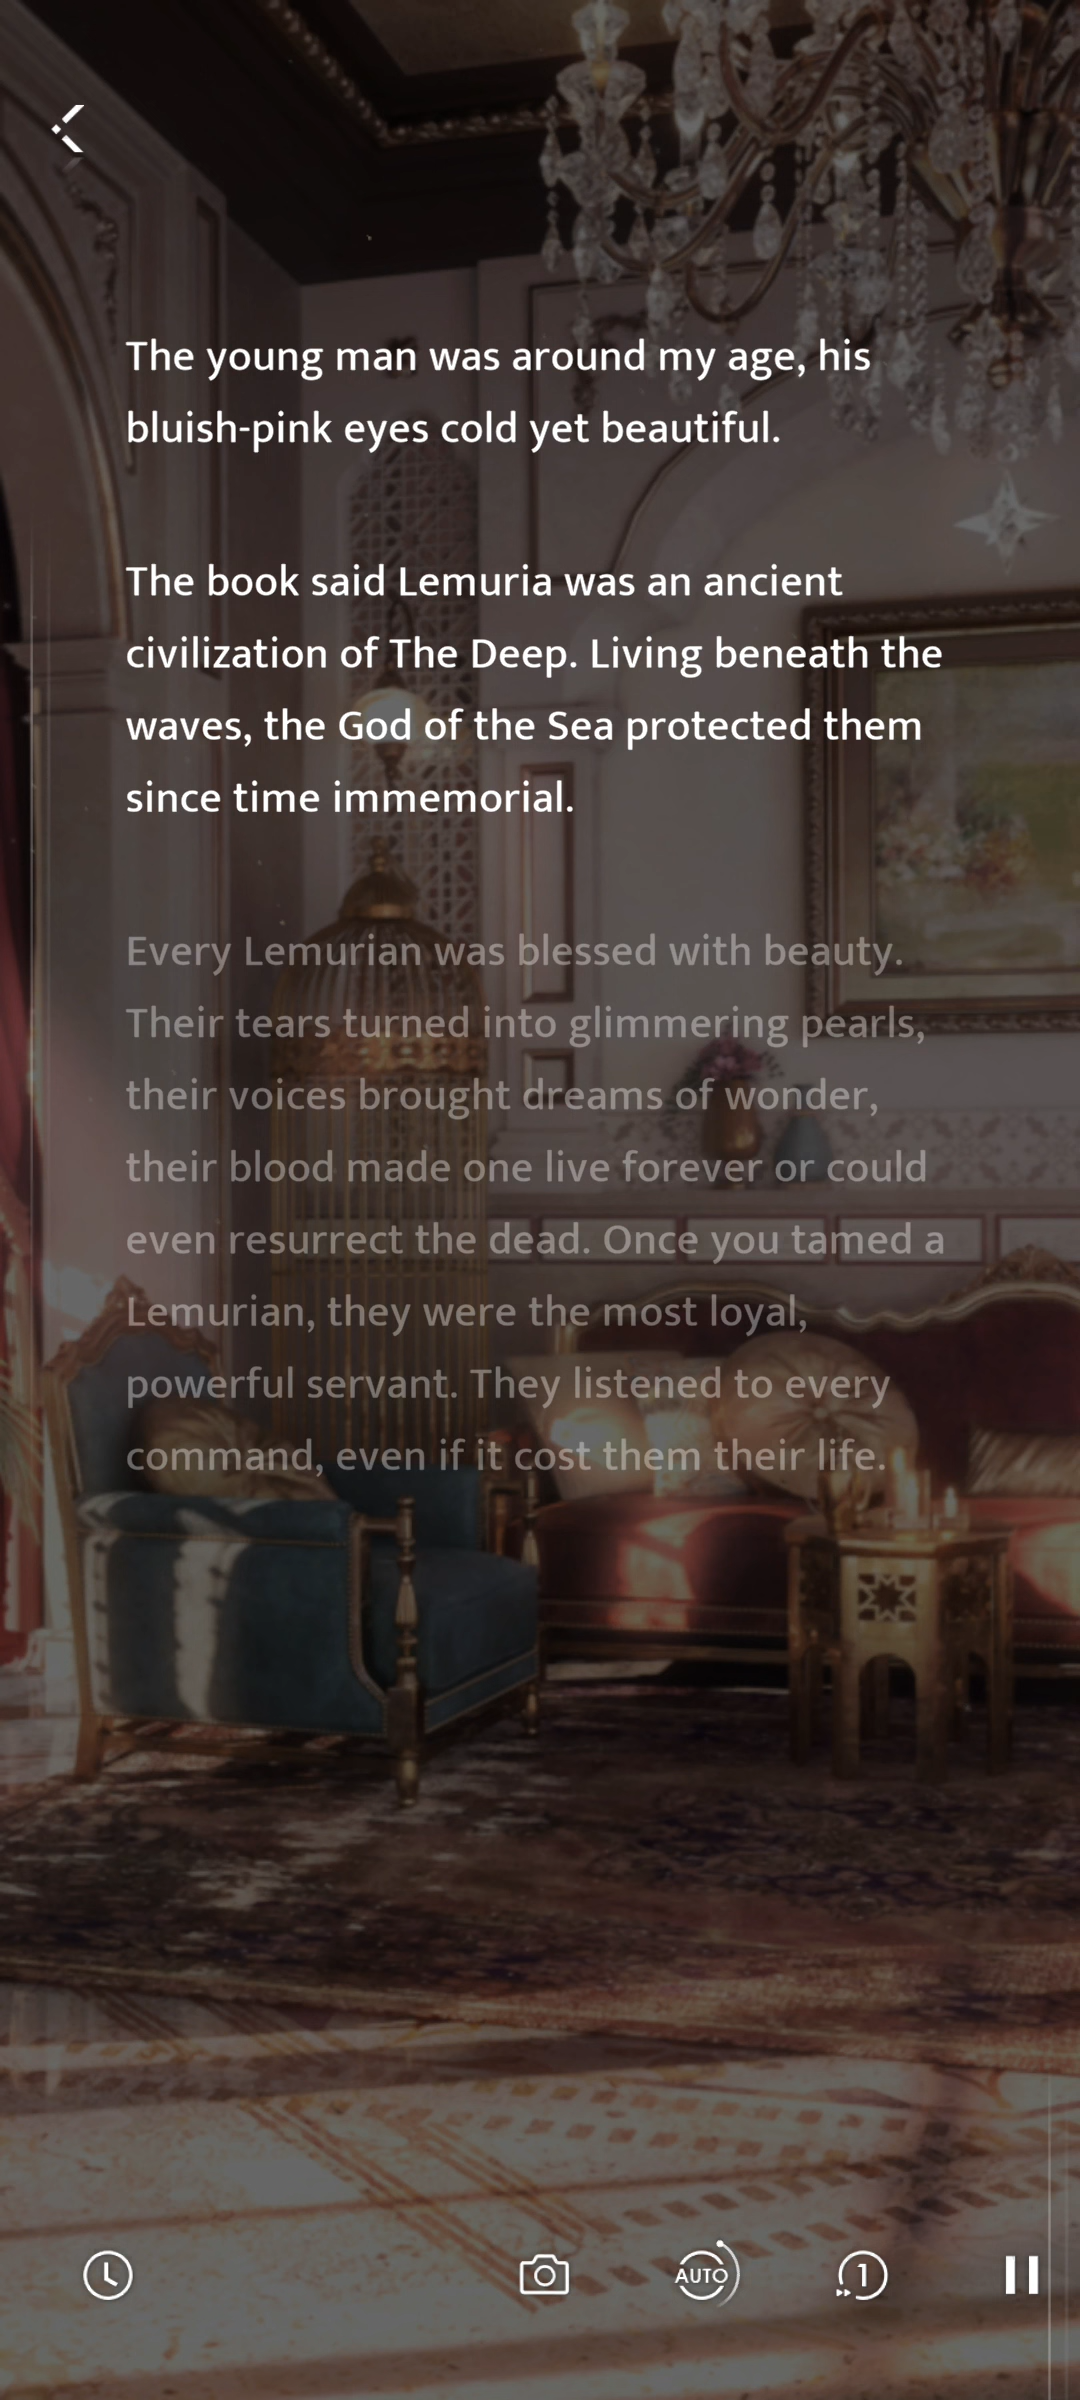 The young man was around my age, his
bluish-pink eyes cold yet beautiful.
The book said Lemuria was an ancient
civilization of The Deep. Living beneath the
waves, the God of the Sea protected them
since time immemorial.
Every Lemurian was blessed with beauty.
Their tears turned into glimmering pearls,
their voices brought dreams of wonder,
their blood made one live forever or could
even resurrect the dead. Once you tamed a
Lemurian, they were the most loyal,
powerful servant. They listened to every
command, even if it cost them their life.
AUTO
1